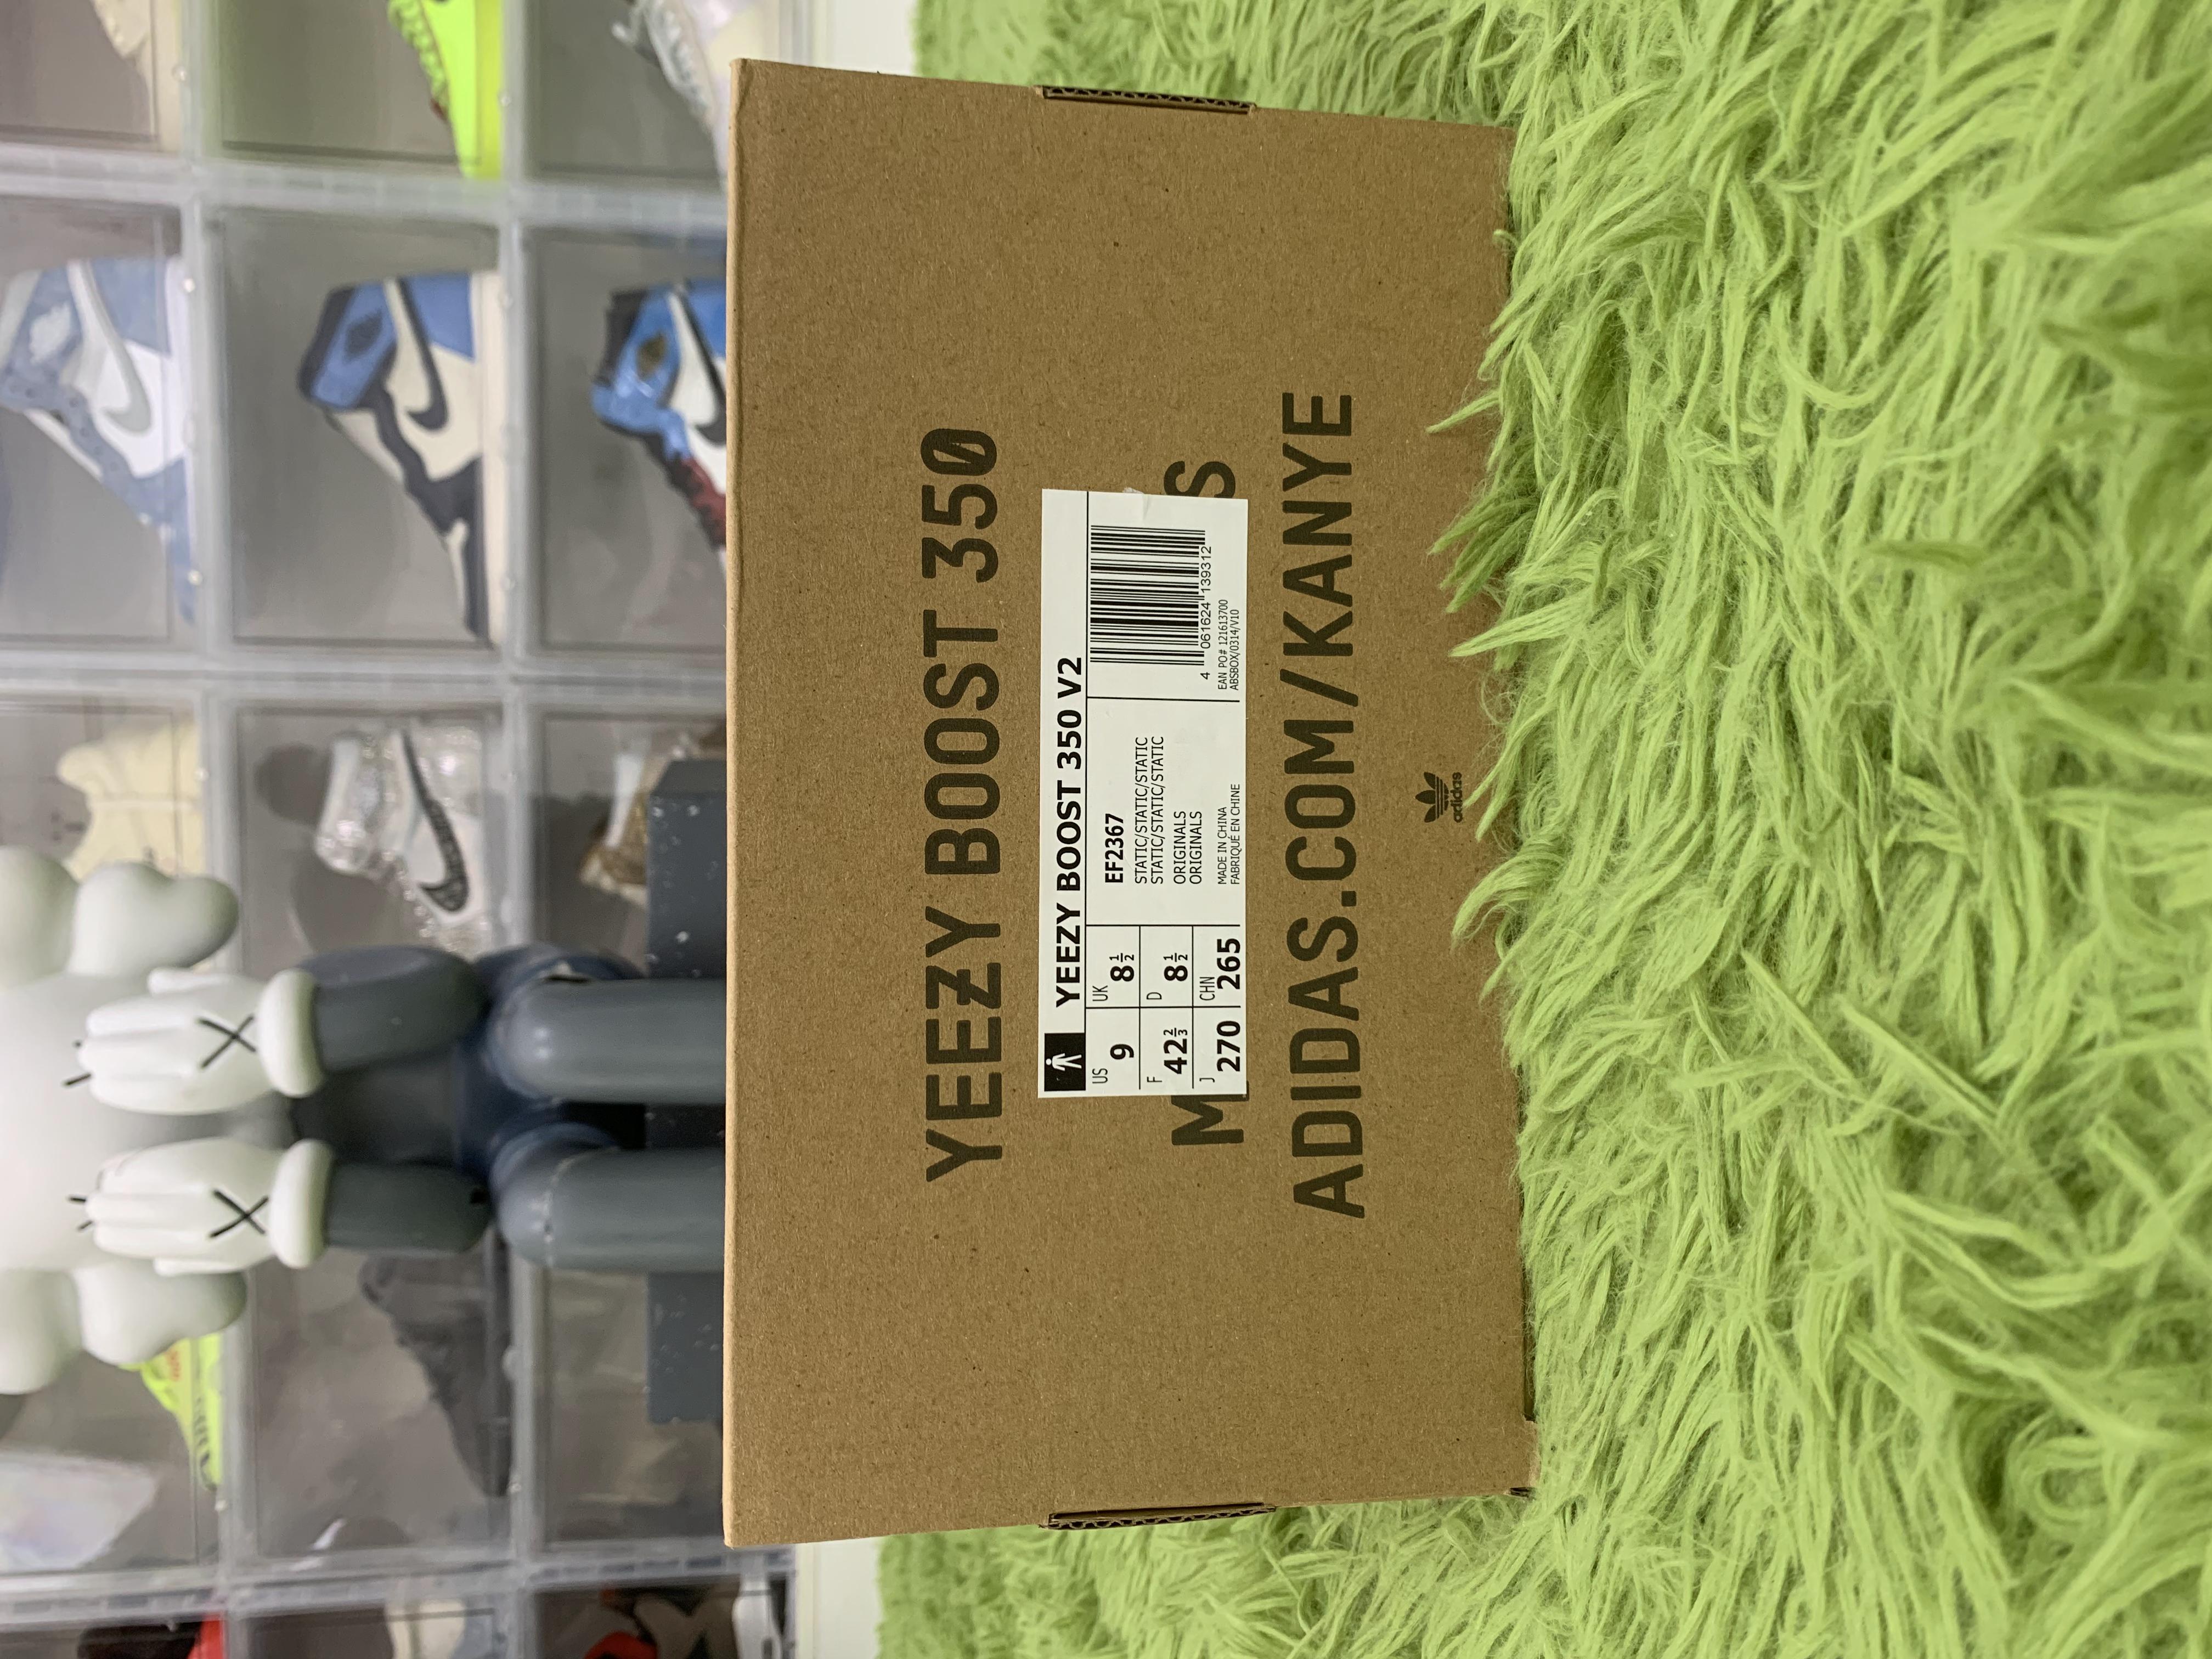 YEEZY BOOST 350
YEEZY BOOST 350 V2
US
9
UK
8½
F
42⅔
D
8½
J
270
CHN
265
EF2367
STATIC/STATIC/STATIC
STATIC/STATIC/STATIC
ORIGINALS
ORIGINALS
MADE IN CHINA
FABRIQUÉ EN CHINE
4 061624 139312
EAN PO# 121613700
ABSBOX/0314/V10
M
S
ADIDAS.COM/KANYE
adidas